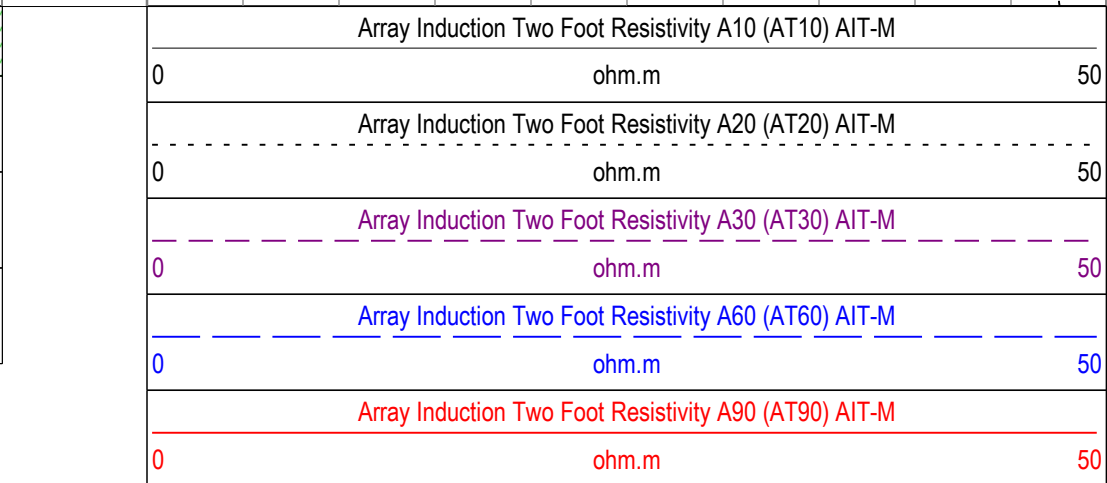 Array Induction Two Foot Resistivity A10 (AT10) AIT-M
0 ohm.m 50
Array Induction Two Foot Resistivity A20 (AT20) AIT-M
0 ohm.m 50
Array Induction Two Foot Resistivity A30 (AT30) AIT-M
0 ohm.m 50
Array Induction Two Foot Resistivity A60 (AT60) AIT-M
0 ohm.m 50
Array Induction Two Foot Resistivity A90 (AT90) AIT-M
0 ohm.m 50